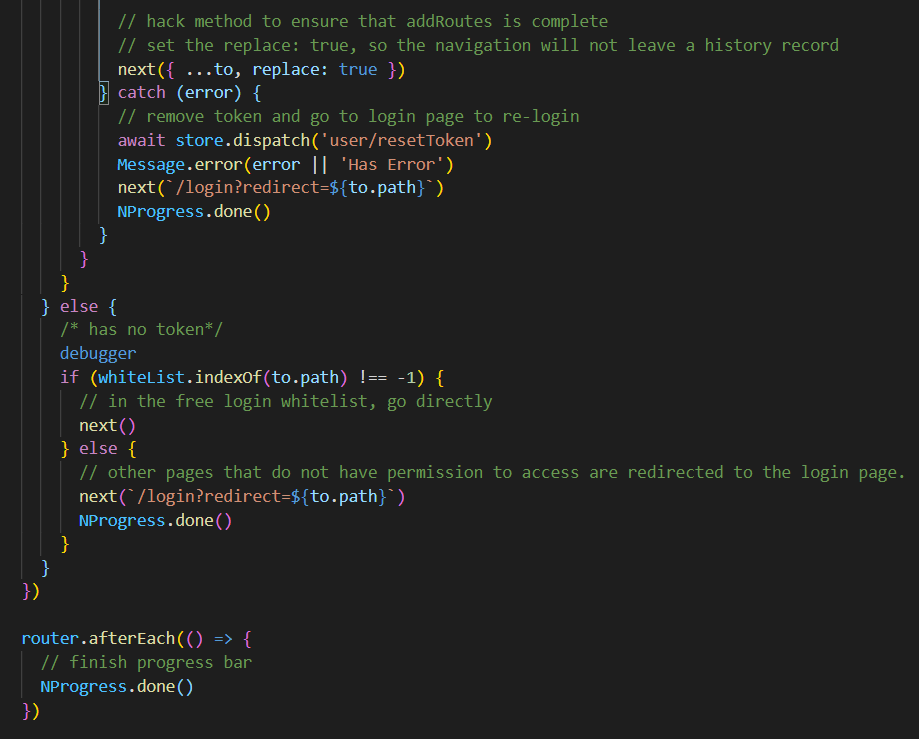 // hack method to ensure that addRoutes is complete
// set the replace: true, so the navigation will not leave a history record
next({ ...to, replace: true })
} catch (error) {
// remove token and go to login page to re-login
await store.dispatch('user/resetToken')
Message.error(error || 'Has Error')
next(`/login?redirect=${to.path}`)
NProgress.done()
}
}
}
} else {
/* has no token*/
debugger
if (whiteList.indexOf(to.path) !== -1) {
// in the free login whitelist, go directly
next()
} else {
// other pages that do not have permission to access are redirected to the login page.
next(`/login?redirect=${to.path}`)
NProgress.done()
}
}
})
router.afterEach(() => {
// finish progress bar
NProgress.done()
})